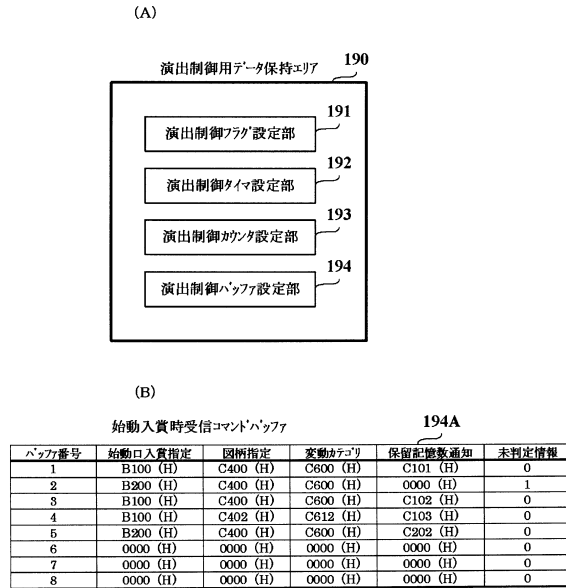 (A)
演出制御用データ保持エリア
190
演出制御フラグ設定部
191
演出制御タイマ設定部
192
演出制御カウンタ設定部
193
演出制御バッファ設定部
194
(B)
始動入賞時受信コマンドバッファ
194A
バッファ番号 始動口入賞指定 図柄指定 変動カテゴリ 保留記憶数通知 未判定情報
1 B100 (H) C400 (H) C600 (H) C101 (H) 0
2 B200 (H) C400 (H) C600 (H) 0000 (H) 1
3 B100 (H) C400 (H) C600 (H) C102 (H) 0
4 B100 (H) C402 (H) C612 (H) C103 (H) 0
5 B200 (H) C400 (H) C600 (H) C202 (H) 0
6 0000 (H) 0000 (H) 0000 (H) 0000 (H) 0
7 0000 (H) 0000 (H) 0000 (H) 0000 (H) 0
8 0000 (H) 0000 (H) 0000 (H) 0000 (H) 0